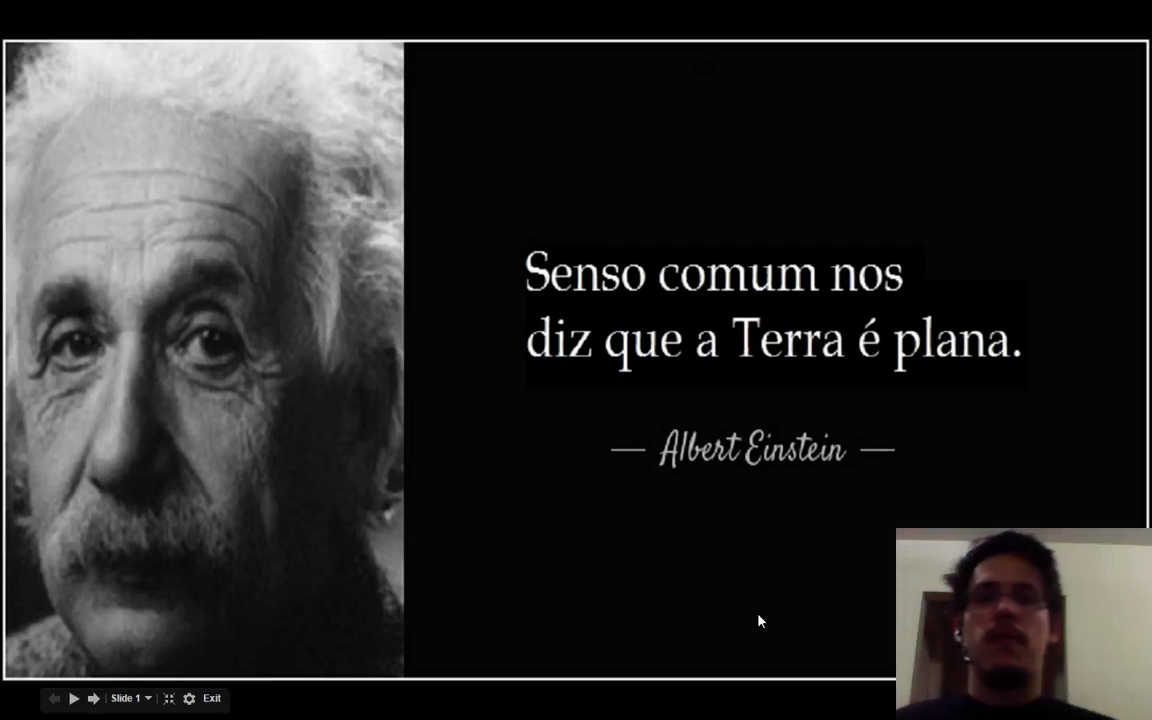 Senso comum nos
diz que a Terra é plana.
— Albert Einstein —
Slide 1
Exit